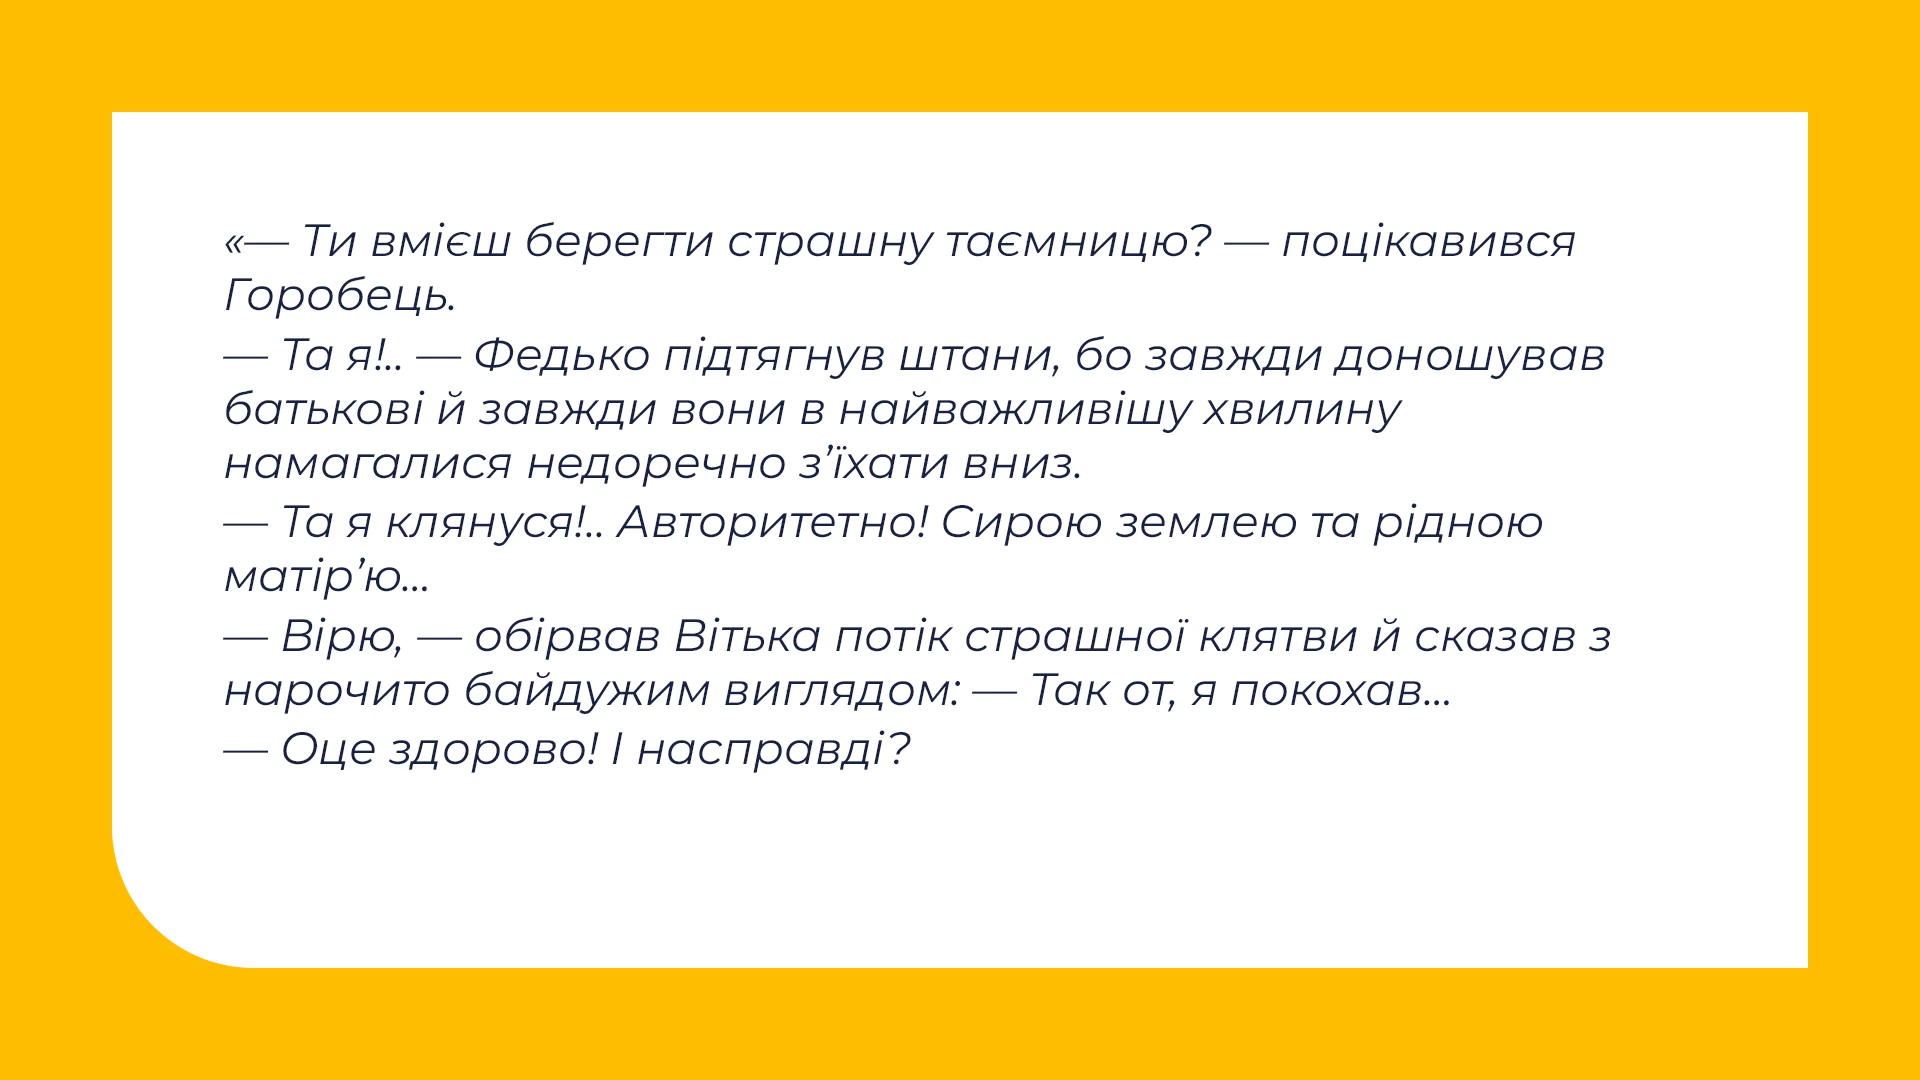 «— Ти вмієш берегти страшну таємницю? — поцікавився
Горобець.
— Та я!.. — Федько підтягнув штани, бо завжди доношував
батькові й завжди вони в найважливішу хвилину
намагалися недоречно з’їхати вниз.
— Та я клянуся!.. Авторитетно! Сирою землею та рідною
матір’ю…
— Вірю, — обірвав Вітька потік страшної клятви й сказав з
нарочито байдужим виглядом: — Так от, я покохав…
— Оце здорово! І насправді?